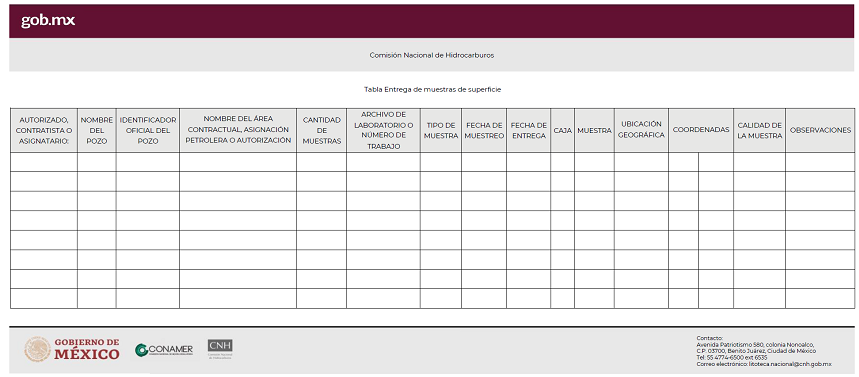 gob.mx
Comisión Nacional de Hidrocarburos
Tabla Entrega de muestras de superficie
AUTORIZADO,
CONTRATISTA O
ASIGNATARIO:
NOMBRE
DEL
POZO
IDENTIFICADOR
OFICIAL DEL
POZO
NOMBRE DEL ÁREA
CONTRACTUAL, ASIGNACIÓN
PETROLERA O AUTORIZACIÓN
CANTIDAD
DE
MUESTRAS
ARCHIVO DE
LABORATORIO O
NÚMERO DE
TRABAJO
TIPO DE
MUESTRA
FECHA DE
MUESTREO
FECHA DE
ENTREGA
CAJA
MUESTRA
UBICACIÓN
GEOGRÁFICA
COORDENADAS
CALIDAD DE
LA MUESTRA
OBSERVACIONES
GOBIERNO DE
MÉXICO
CONAMER
CNH
Contacto:
Avenida Patriotismo 580, colonia Nonoalco,
C.P. 03700, Benito Juárez, Ciudad de México
Tel: 55 4774-6500 ext 6535
Correo electrónico: litoteca.nacional@cnh.gob.mx